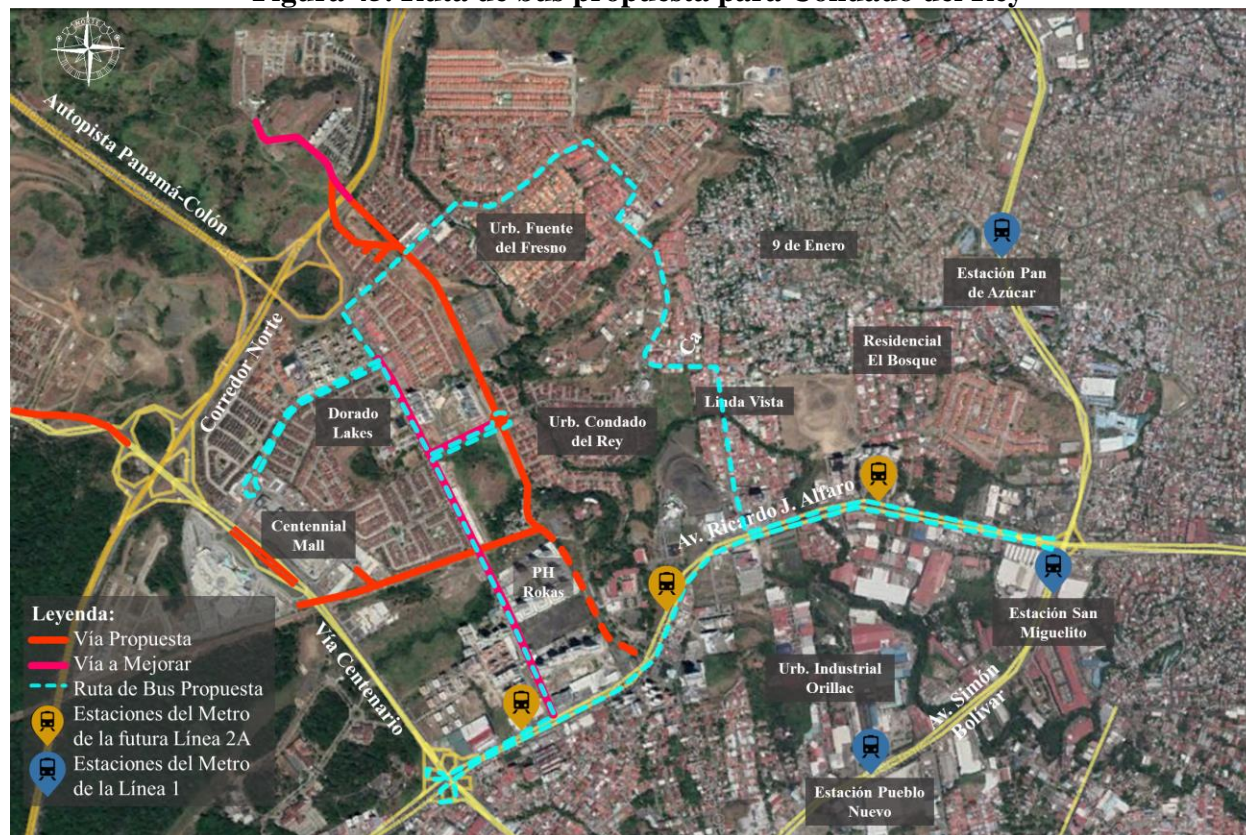 Figura 45. Ruta de bus propuesta para Condado del Rey
NORTE
Autopista Panamá-Colón
Urb. Fuente
del Fresno
9 de Enero
Estación Pan
de Azúcar
Corredor Norte
Ca
Residencial
El Bosque
Dorado
Lakes
Urb. Condado
del Rey
Linda Vista
Av. Ricardo J. Alfaro
Centennial
Mall
PH
Rokas
Estación San
Miguelito
Vía Centenario
Urb. Industrial
Orillac
Av. Simón
Bolívar
Estación Pueblo
Nuevo
Leyenda:
Vía Propuesta
Vía a Mejorar
Ruta de Bus Propuesta
Estaciones del Metro
de la futura Línea 2A
Estaciones del Metro
de la Línea 1